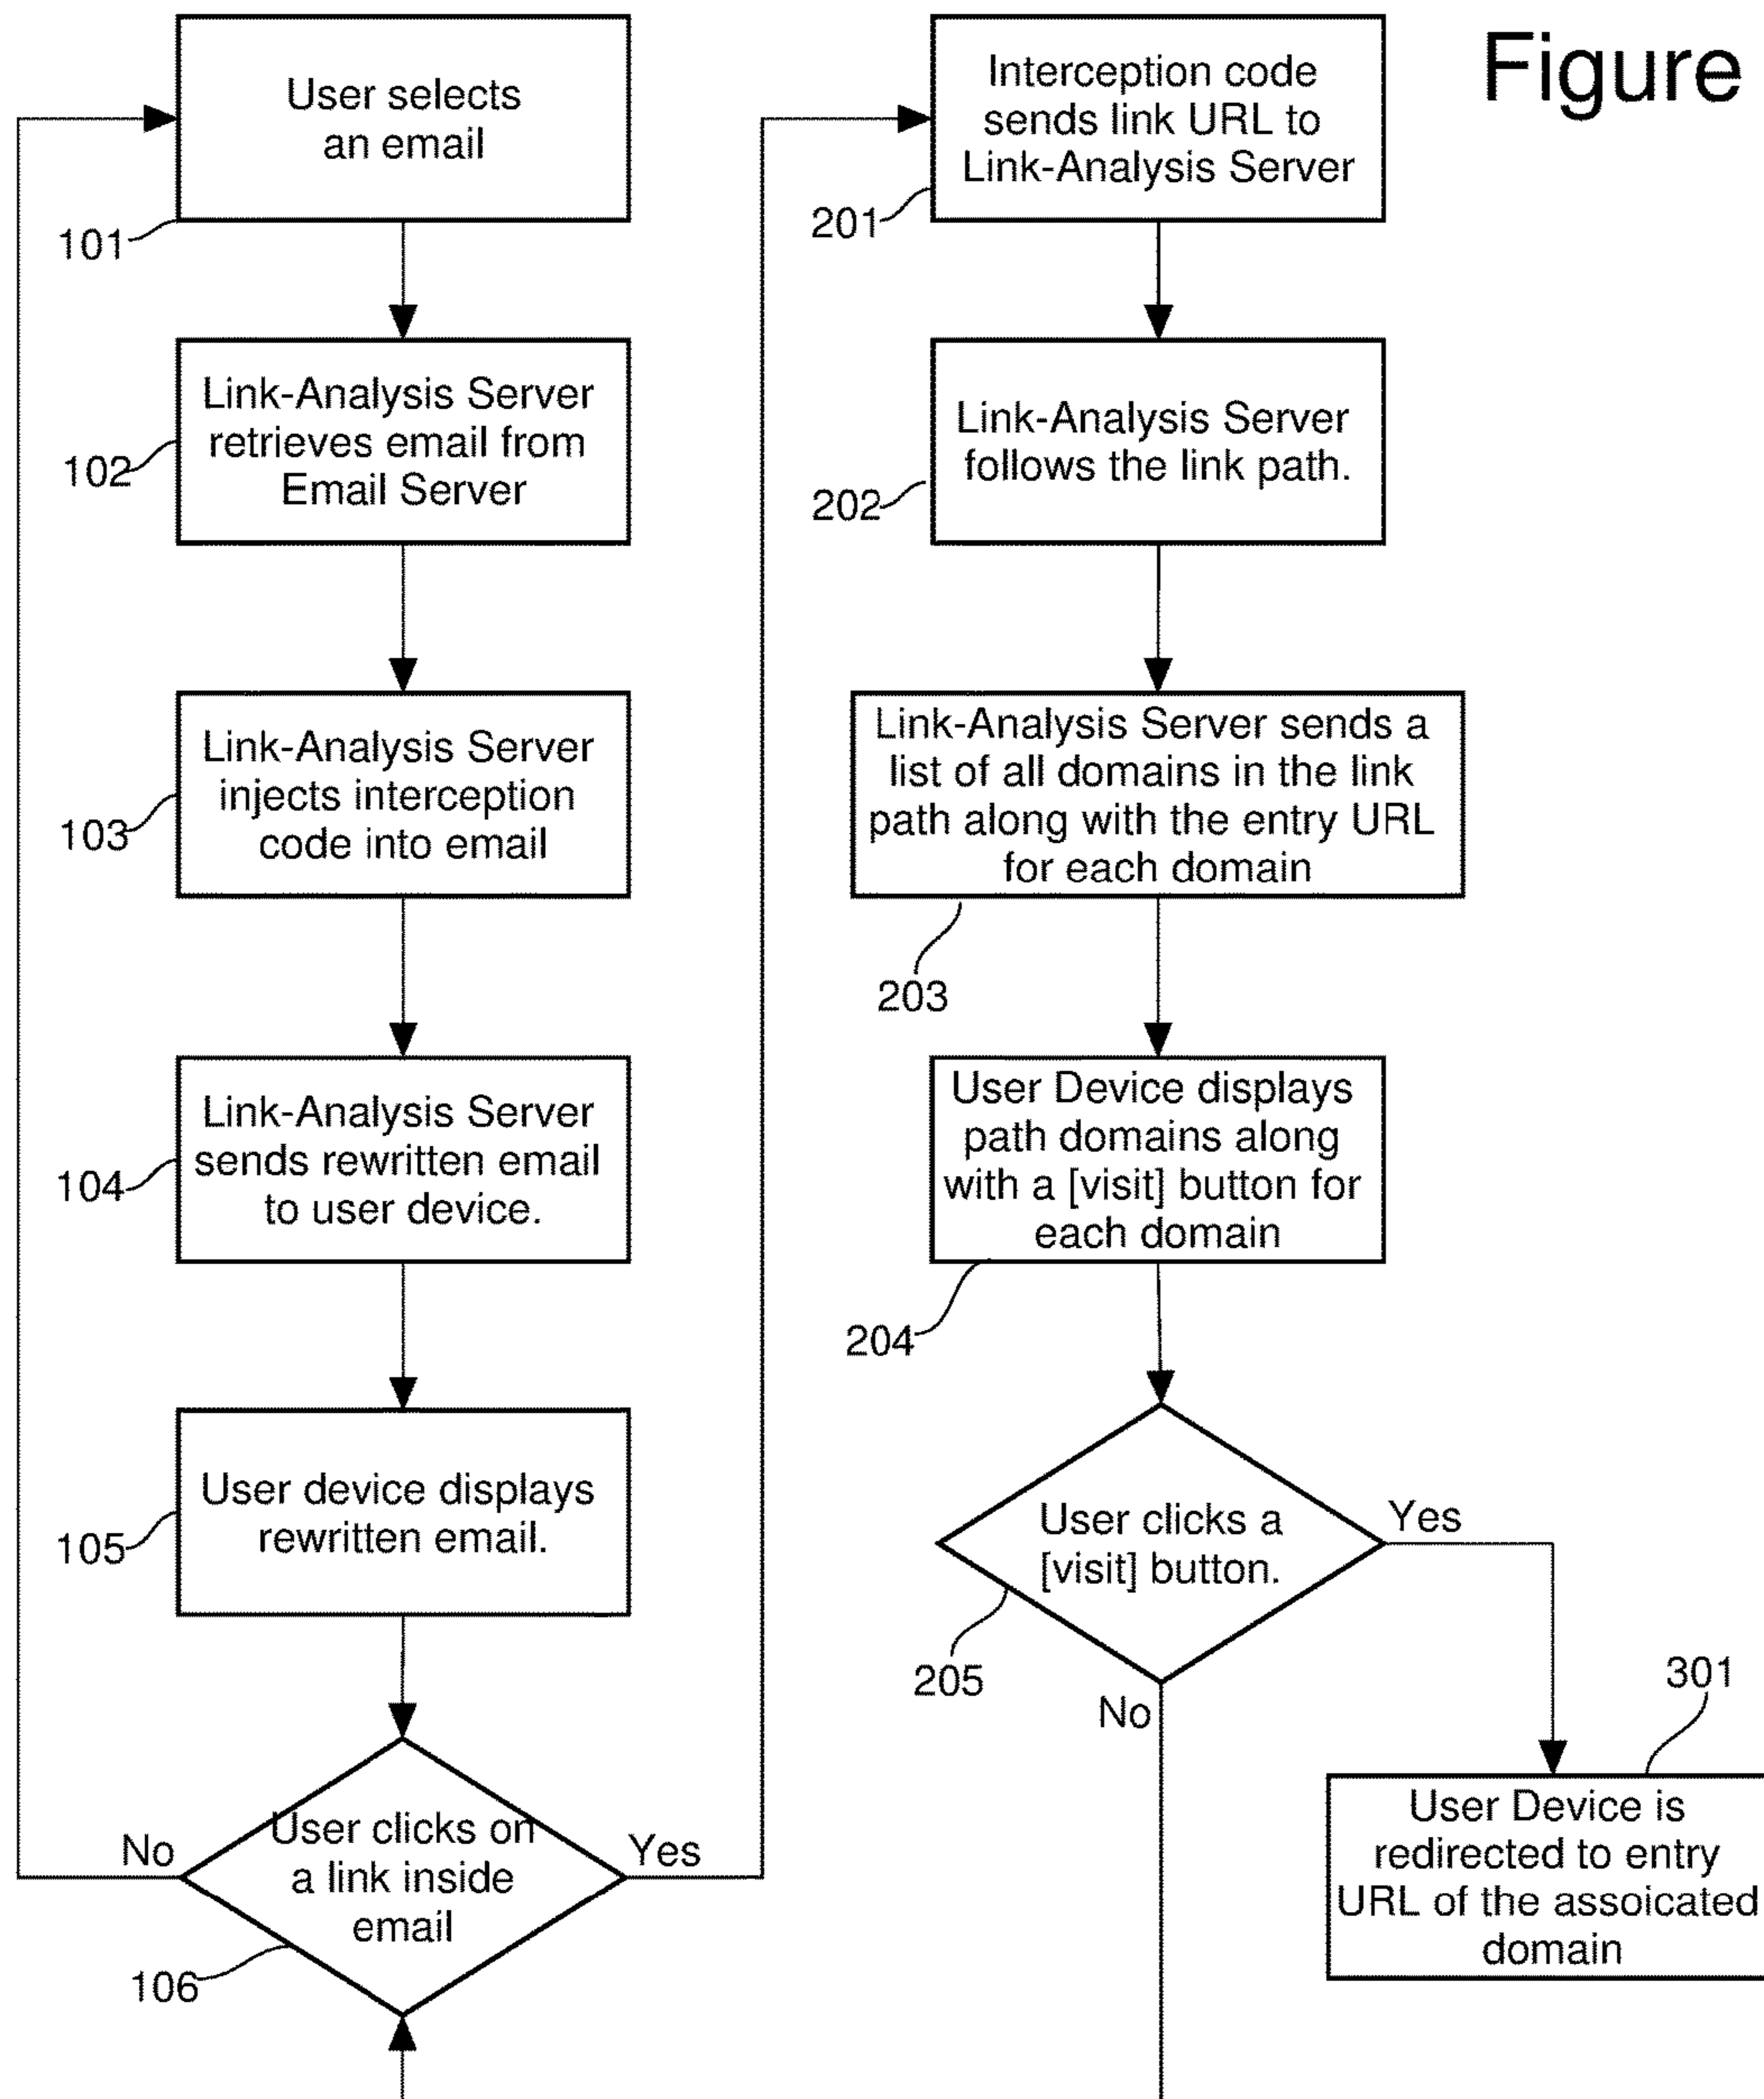 Figure
User selects
an email
101
Link-Analysis Server
retrieves email from
Email Server
102
Link-Analysis Server
injects interception
code into email
103
Link-Analysis Server
sends rewritten email
to user device.
104
User device displays
rewritten email.
105
User clicks on
a link inside
email
No
Yes
106
Interception code
sends link URL to
Link-Analysis Server
201
Link-Analysis Server
follows the link path.
202
Link-Analysis Server sends a
list of all domains in the link
path along with the entry URL
for each domain
203
User Device displays
path domains along
with a [visit] button for
each domain
204
User clicks a
[visit] button.
Yes
205
No
301
User Device is
redirected to entry
URL of the assoicated
domain